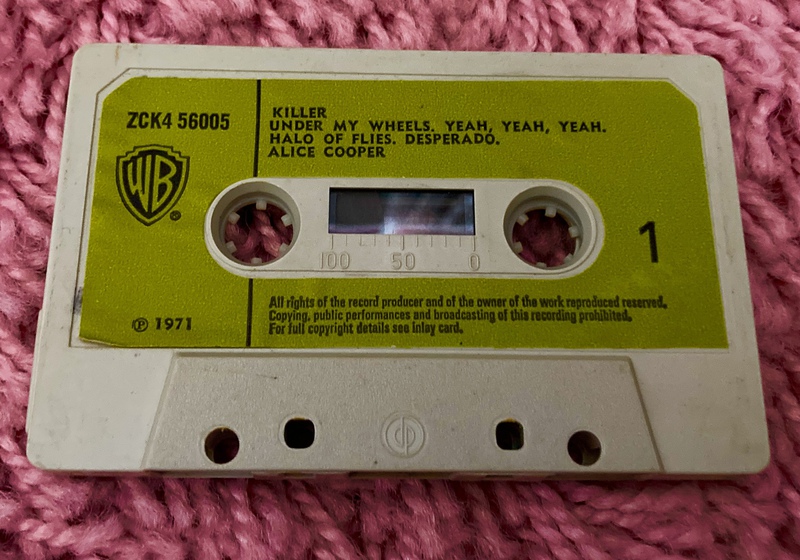 ZCK4 56005
KILLER
UNDER MY WHEELS. YEAH, YEAH, YEAH.
HALO OF FLIES. DESPERADO.
ALICE COOPER
WB
®
100 50 0
1
All rights of the record producer and of the owner of the work reproduced reserved.
Copying, public performances and broadcasting of this recording prohibited.
For full copyright details see inlay card.
℗ 1971